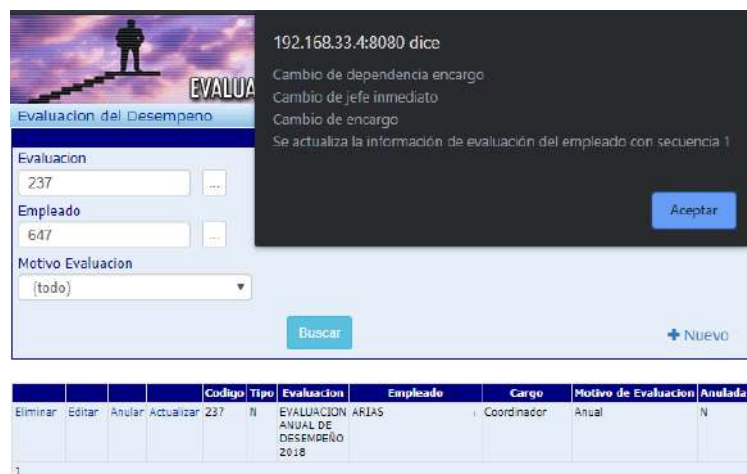 192.168.33.4:8080 dice
Cambio de dependencia encargo
Cambio de jefe inmediato
Cambio de encargo
Se actualiza la información de evaluación del empleado con secuencia 1
Aceptar
EVALUA
Evaluacion del Desempeno
Evaluacion
237
...
Empleado
647
...
Motivo Evaluacion
(todo)
Buscar
+ Nuevo
Codigo Tipo Evaluacion Empleado Cargo Motivo de Evaluacion Anulada
Eliminar Editar Anular Actualizar 237 N EVALUACION ARIAS Coordinador Anual N
ANUAL DE
DESEMPEÑO
2018
1